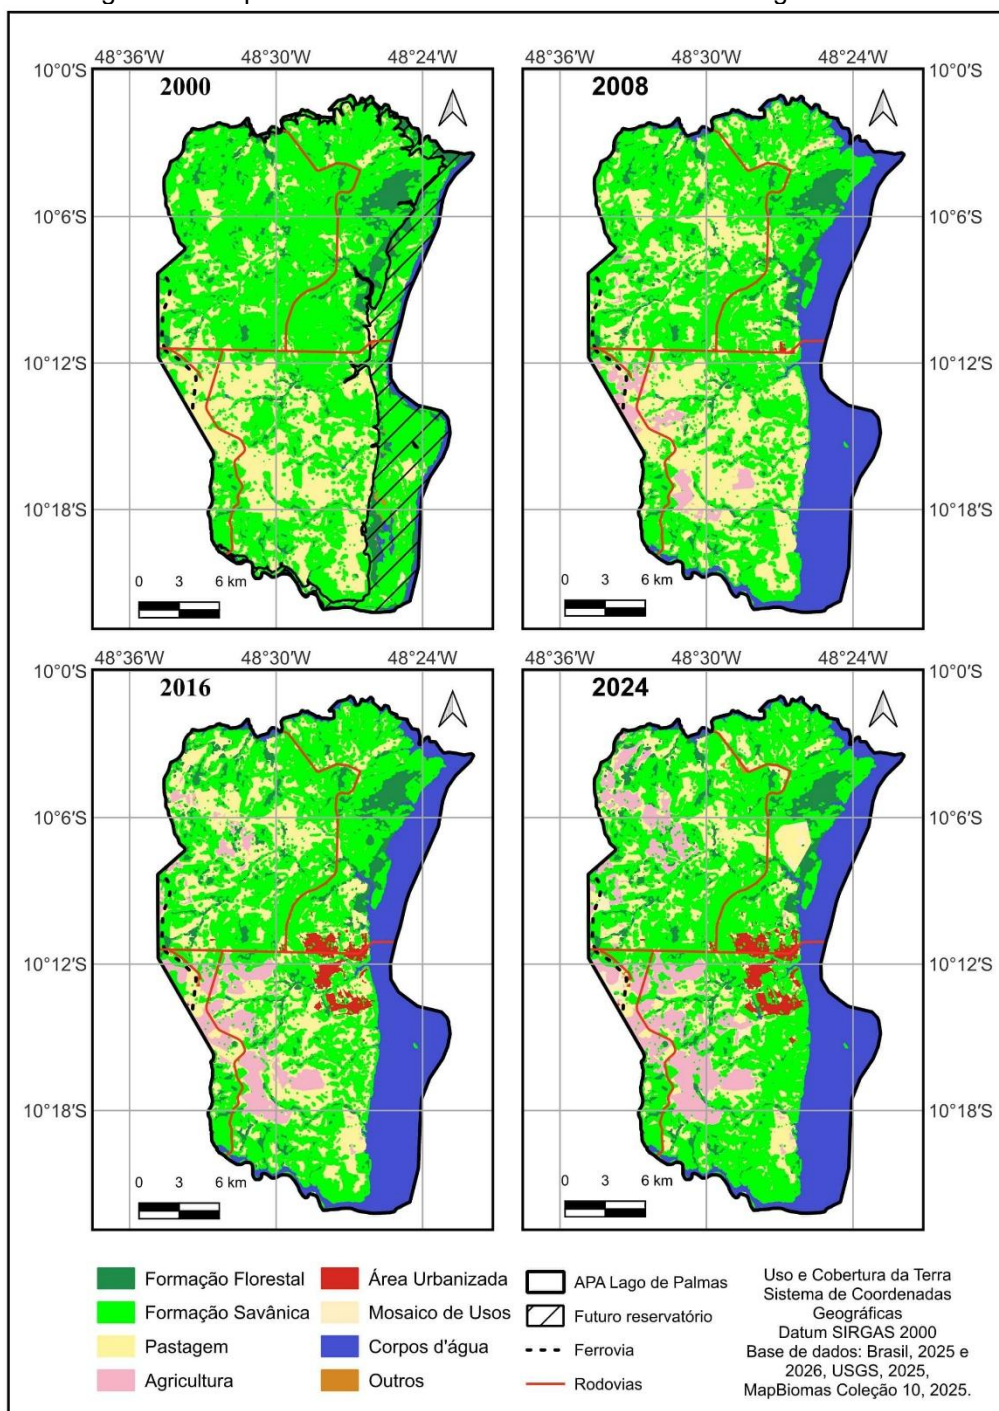 48°36'W 48°30'W 48°24'W 48°36'W 48°30'W 48°24'W
10°0'S 2000 2008 10°0'S
10°6'S 10°6'S
10°12'S 10°12'S
10°18'S 10°18'S
0 3 6 km 0 3 6 km
48°36'W 48°30'W 48°24'W 48°36'W 48°30'W 48°24'W
10°0'S 2016 2024 10°0'S
10°6'S 10°6'S
10°12'S 10°12'S
10°18'S 10°18'S
0 3 6 km 0 3 6 km
Formação Florestal
Formação Savânica
Pastagem
Agricultura
Área Urbanizada
Mosaico de Usos
Corpos d'água
Outros
APA Lago de Palmas
Futuro reservatório
Ferrovia
Rodovias
Uso e Cobertura da Terra
Sistema de Coordenadas
Geográficas
Datum SIRGAS 2000
Base de dados: Brasil, 2025 e
2026, USGS, 2025,
MapBiomas Coleção 10, 2025.